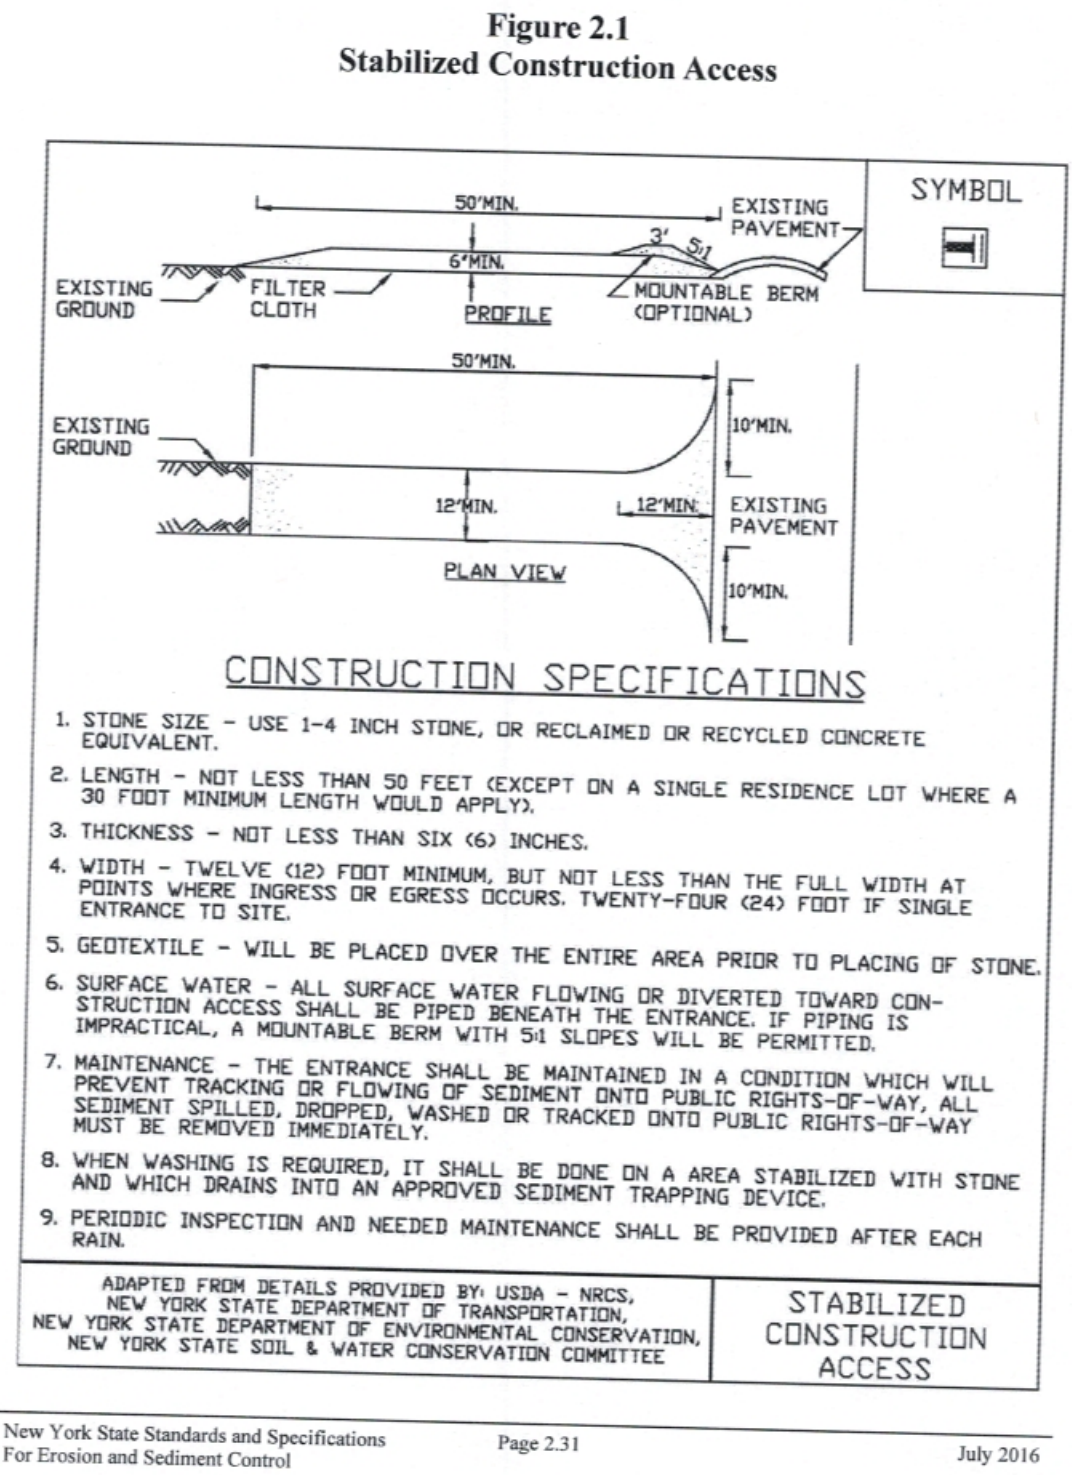 Figure 2.1
Stabilized Construction Access
SYMBOL
50'MIN.
EXISTING
PAVEMENT
3'
5:1
6"MIN.
EXISTING
GROUND
FILTER
CLOTH
PROFILE
MOUNTABLE BERM
(OPTIONAL)
50'MIN.
EXISTING
GROUND
10'MIN.
12'MIN.
12'MIN.
EXISTING
PAVEMENT
PLAN VIEW
10'MIN.
CONSTRUCTION SPECIFICATIONS
1. STONE SIZE - USE 1-4 INCH STONE, OR RECLAIMED OR RECYCLED CONCRETE
EQUIVALENT.
2. LENGTH - NOT LESS THAN 50 FEET (EXCEPT ON A SINGLE RESIDENCE LOT WHERE A
30 FOOT MINIMUM LENGTH WOULD APPLY).
3. THICKNESS - NOT LESS THAN SIX (6) INCHES.
4. WIDTH - TWELVE (12) FOOT MINIMUM, BUT NOT LESS THAN THE FULL WIDTH AT
POINTS WHERE INGRESS OR EGRESS OCCURS. TWENTY-FOUR (24) FOOT IF SINGLE
ENTRANCE TO SITE.
5. GEOTEXTILE - WILL BE PLACED OVER THE ENTIRE AREA PRIOR TO PLACING OF STONE.
6. SURFACE WATER - ALL SURFACE WATER FLOWING OR DIVERTED TOWARD CON-
STRUCTION ACCESS SHALL BE PIPED BENEATH THE ENTRANCE. IF PIPING IS
IMPRACTICAL, A MOUNTABLE BERM WITH 5:1 SLOPES WILL BE PERMITTED.
7. MAINTENANCE - THE ENTRANCE SHALL BE MAINTAINED IN A CONDITION WHICH WILL
PREVENT TRACKING OR FLOWING OF SEDIMENT ONTO PUBLIC RIGHTS-OF-WAY, ALL
SEDIMENT SPILLED, DROPPED, WASHED OR TRACKED ONTO PUBLIC RIGHTS-OF-WAY
MUST BE REMOVED IMMEDIATELY.
8. WHEN WASHING IS REQUIRED, IT SHALL BE DONE ON A AREA STABILIZED WITH STONE
AND WHICH DRAINS INTO AN APPROVED SEDIMENT TRAPPING DEVICE.
9. PERIODIC INSPECTION AND NEEDED MAINTENANCE SHALL BE PROVIDED AFTER EACH
RAIN.
ADAPTED FROM DETAILS PROVIDED BY: USDA - NRCS,
NEW YORK STATE DEPARTMENT OF TRANSPORTATION,
NEW YORK STATE DEPARTMENT OF ENVIRONMENTAL CONSERVATION,
NEW YORK STATE SOIL & WATER CONSERVATION COMMITTEE
STABILIZED
CONSTRUCTION
ACCESS
New York State Standards and Specifications
For Erosion and Sediment Control
Page 2.31
July 2016